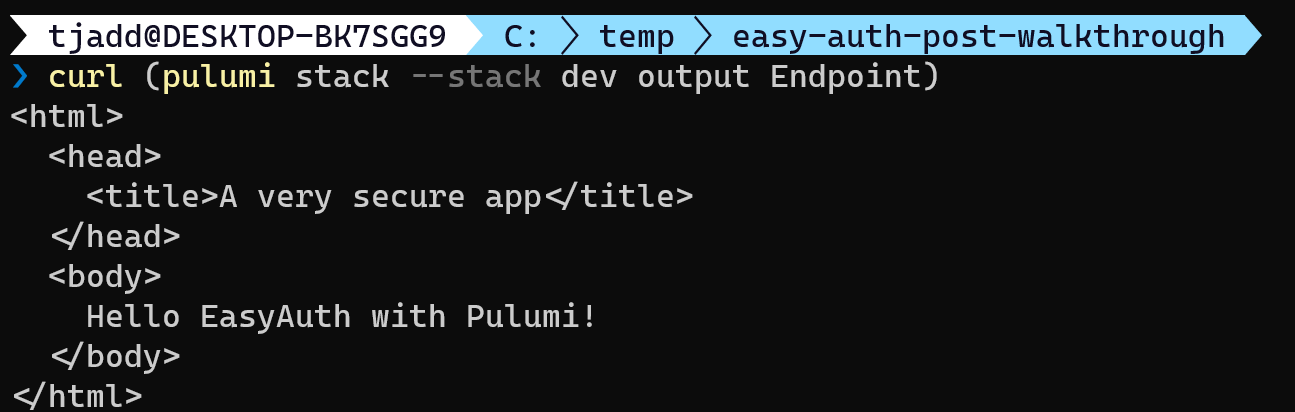 tjadd@DESKTOP-BK7SGG9 C: temp easy-auth-post-walkthrough
❯ curl (pulumi stack --stack dev output Endpoint)
<html>
  <head>
    <title>A very secure app</title>
  </head>
  <body>
    Hello EasyAuth with Pulumi!
  </body>
</html>